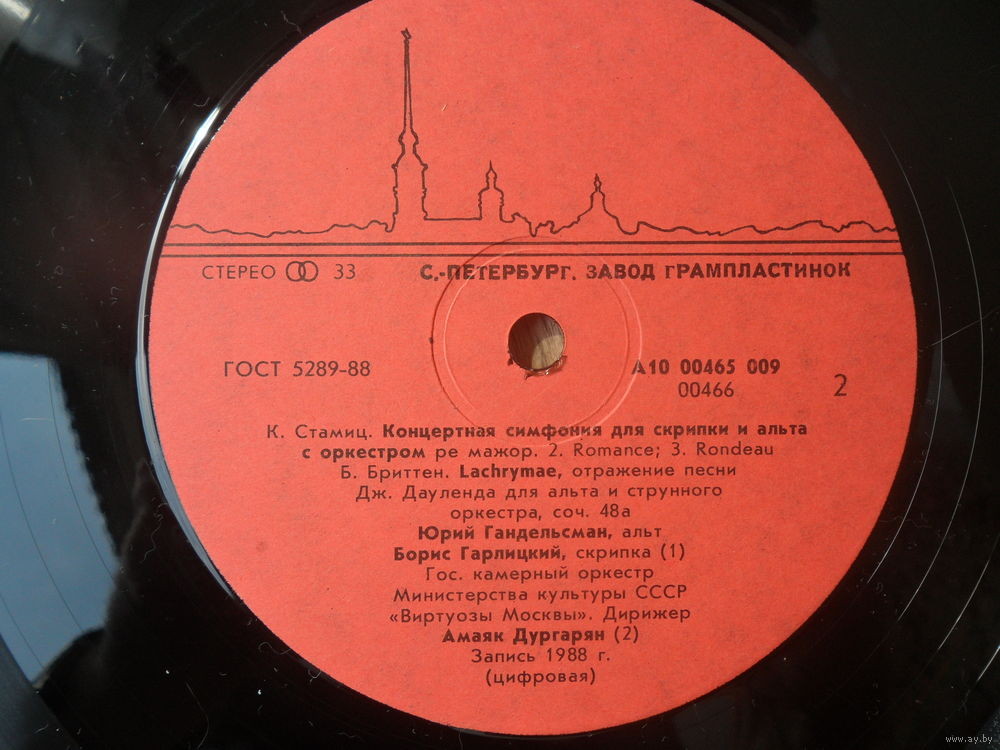 СТЕРЕО 33 С.-ПЕТЕРБУРГ. ЗАВОД ГРАМПЛАСТИНОК
ГОСТ 5289-88 А10 00465 009
00466 2
К. Стамиц. Концертная симфония для скрипки и альта
с оркестром ре мажор. 2. Romance; 3. Rondeau
Б. Бриттен. Lachrymae, отражение песни
Дж. Дауленда для альта и струнного
оркестра, соч. 48а
Юрий Гандельсман, альт
Борис Гарлицкий, скрипка (1)
Гос. камерный оркестр
Министерства культуры СССР
«Виртуозы Москвы». Дирижер
Амаяк Дургарян (2)
Запись 1988 г.
(цифровая)
www.ay.by